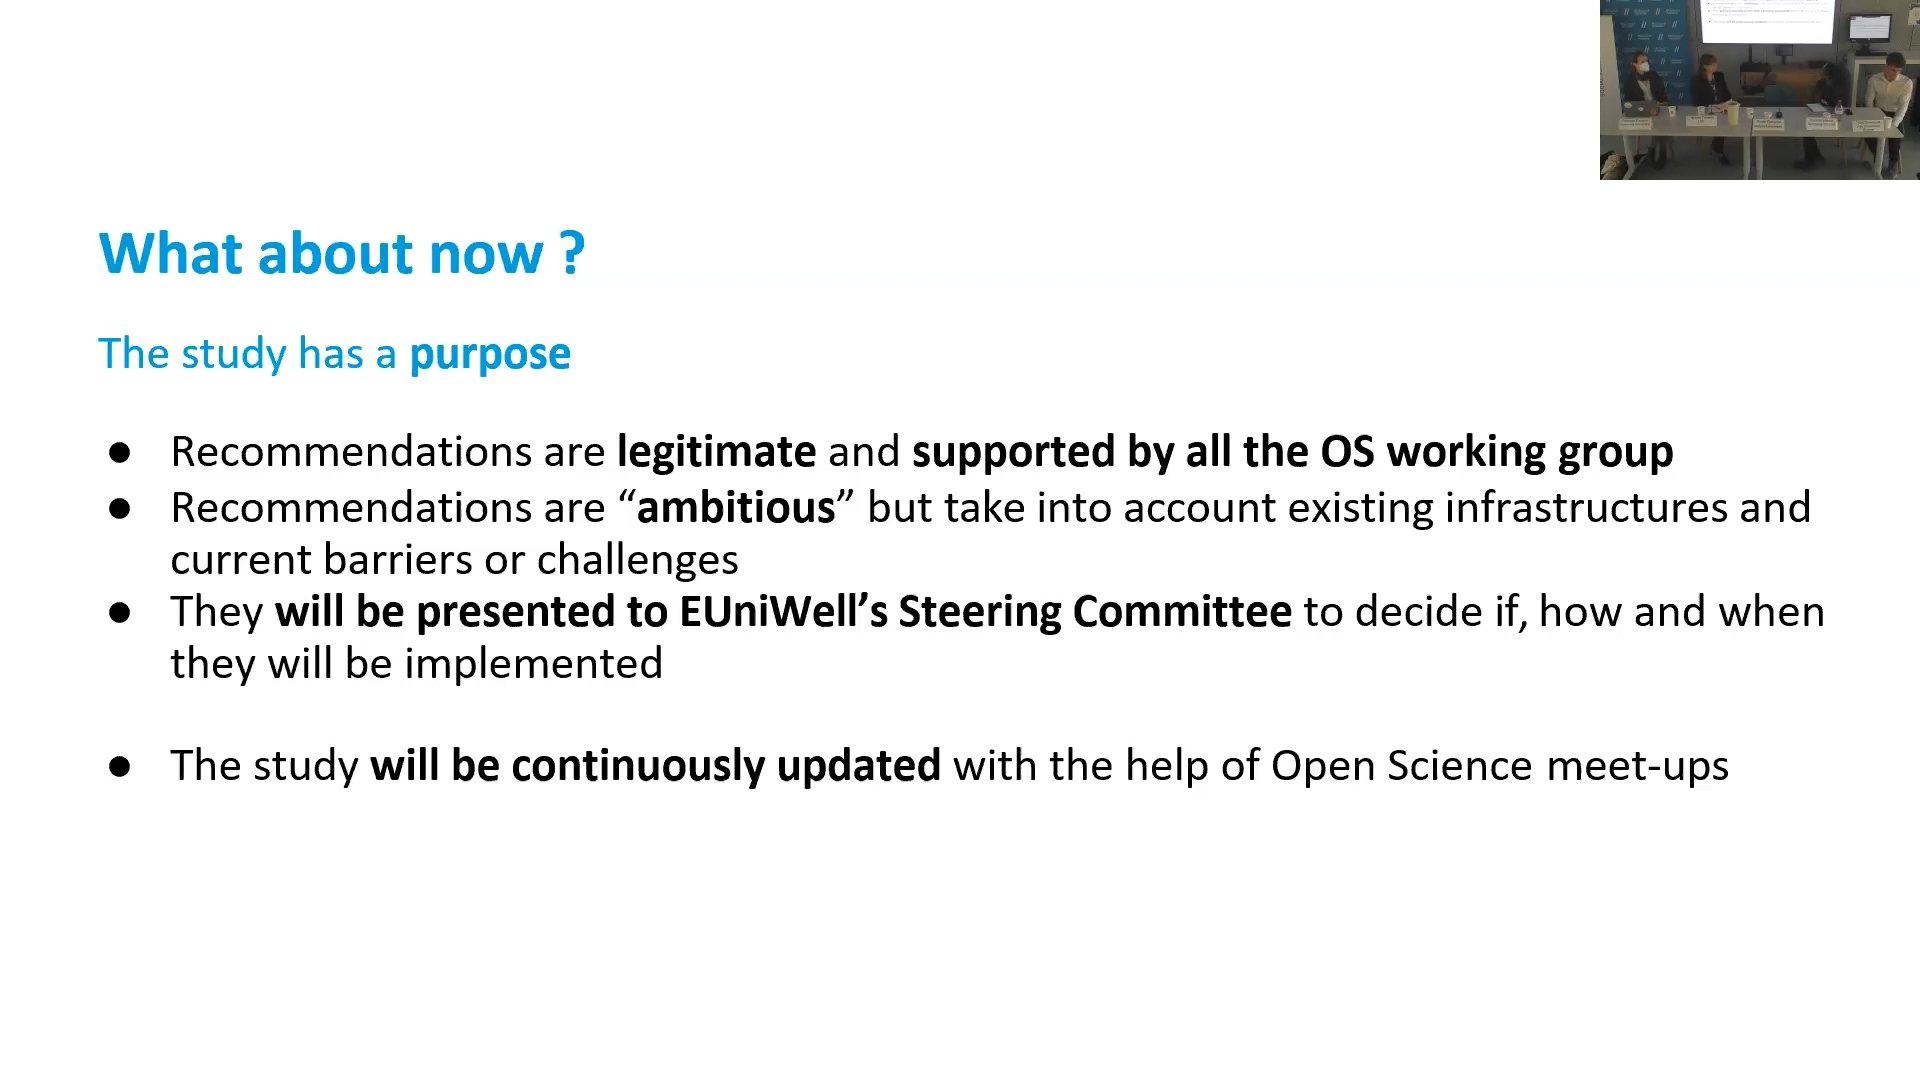 What about now ?
The study has a purpose
● Recommendations are legitimate and supported by all the OS working group
● Recommendations are “ambitious” but take into account existing infrastructures and
current barriers or challenges
● They will be presented to EUniWell’s Steering Committee to decide if, how and when
they will be implemented
● The study will be continuously updated with the help of Open Science meet-ups